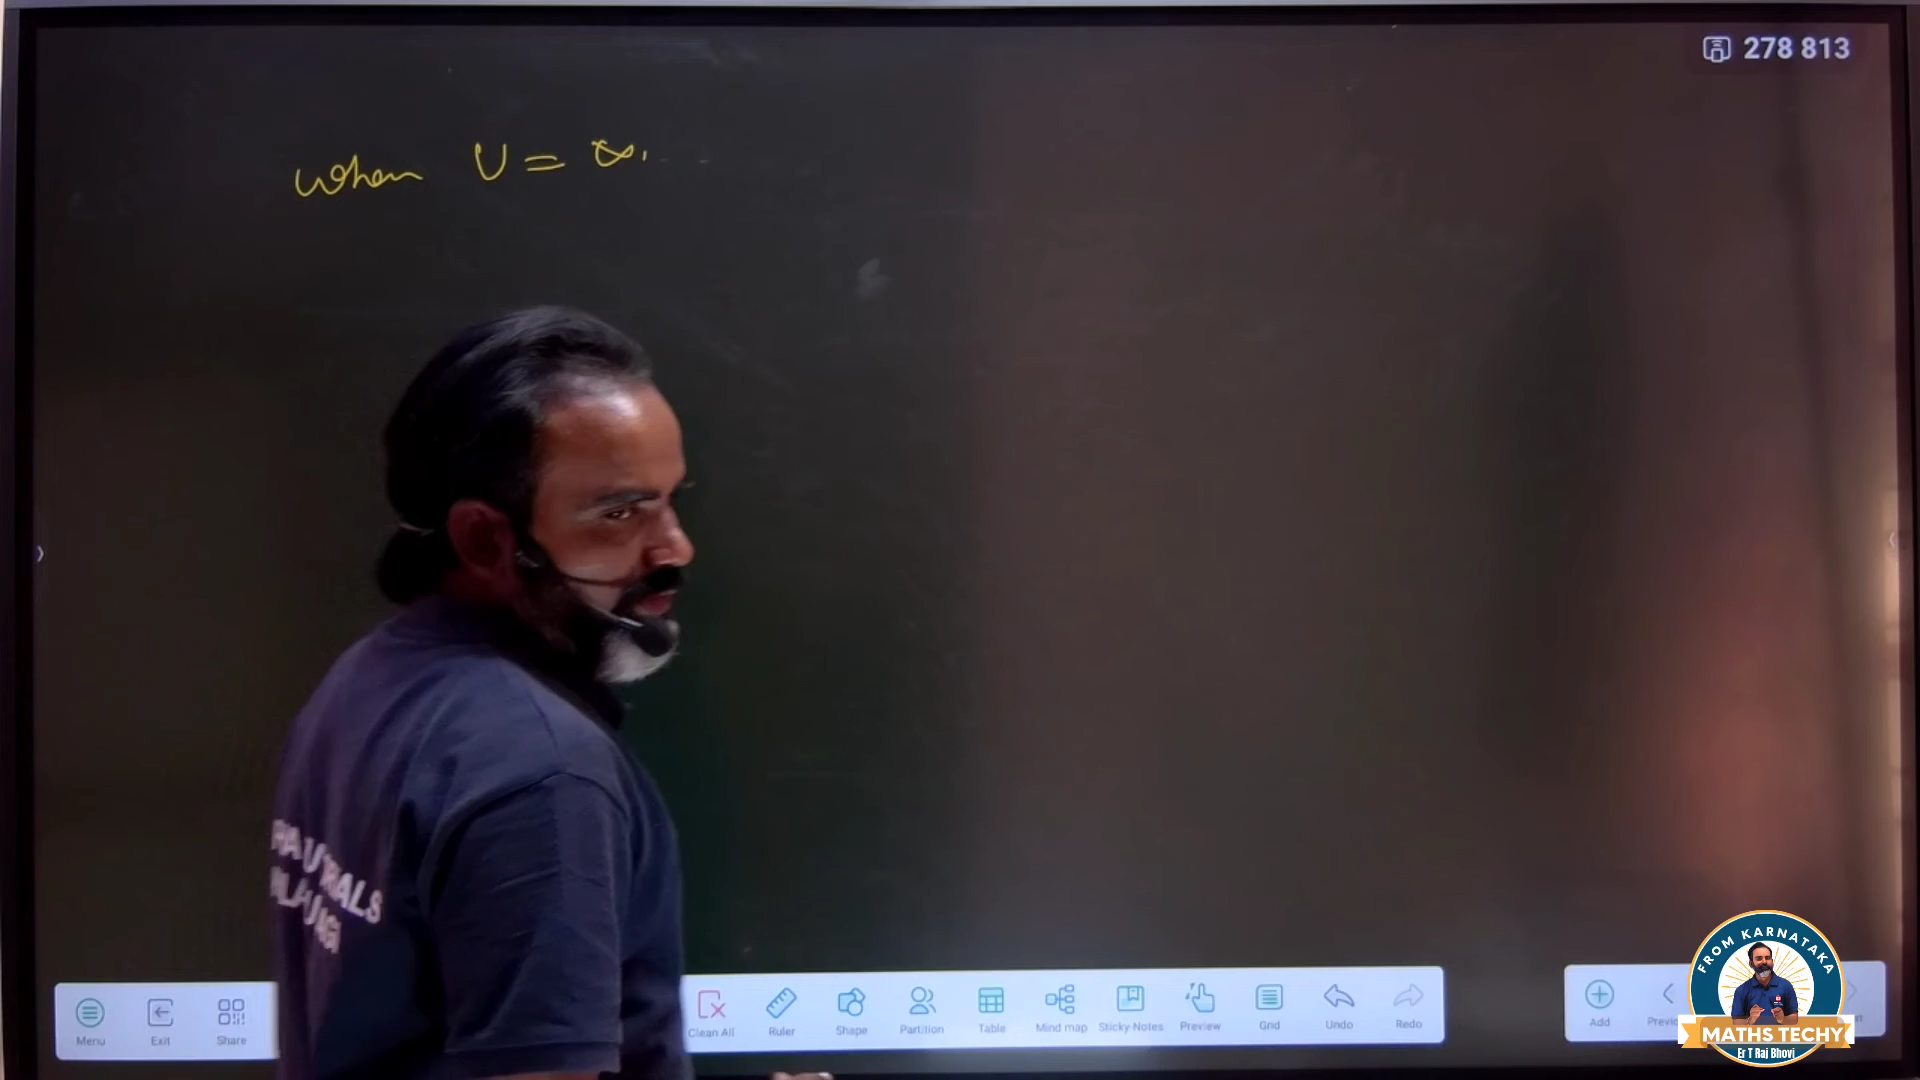 278 813
When U = ∞.
Menu
Exit
Share
Clean All
Ruler
Shape
Partition
Table
Mind map
Sticky Notes
Preview
Grid
Undo
Redo
Add
FROM KARNATAKA
MATHS TECHY
Er T Raj Bhovi